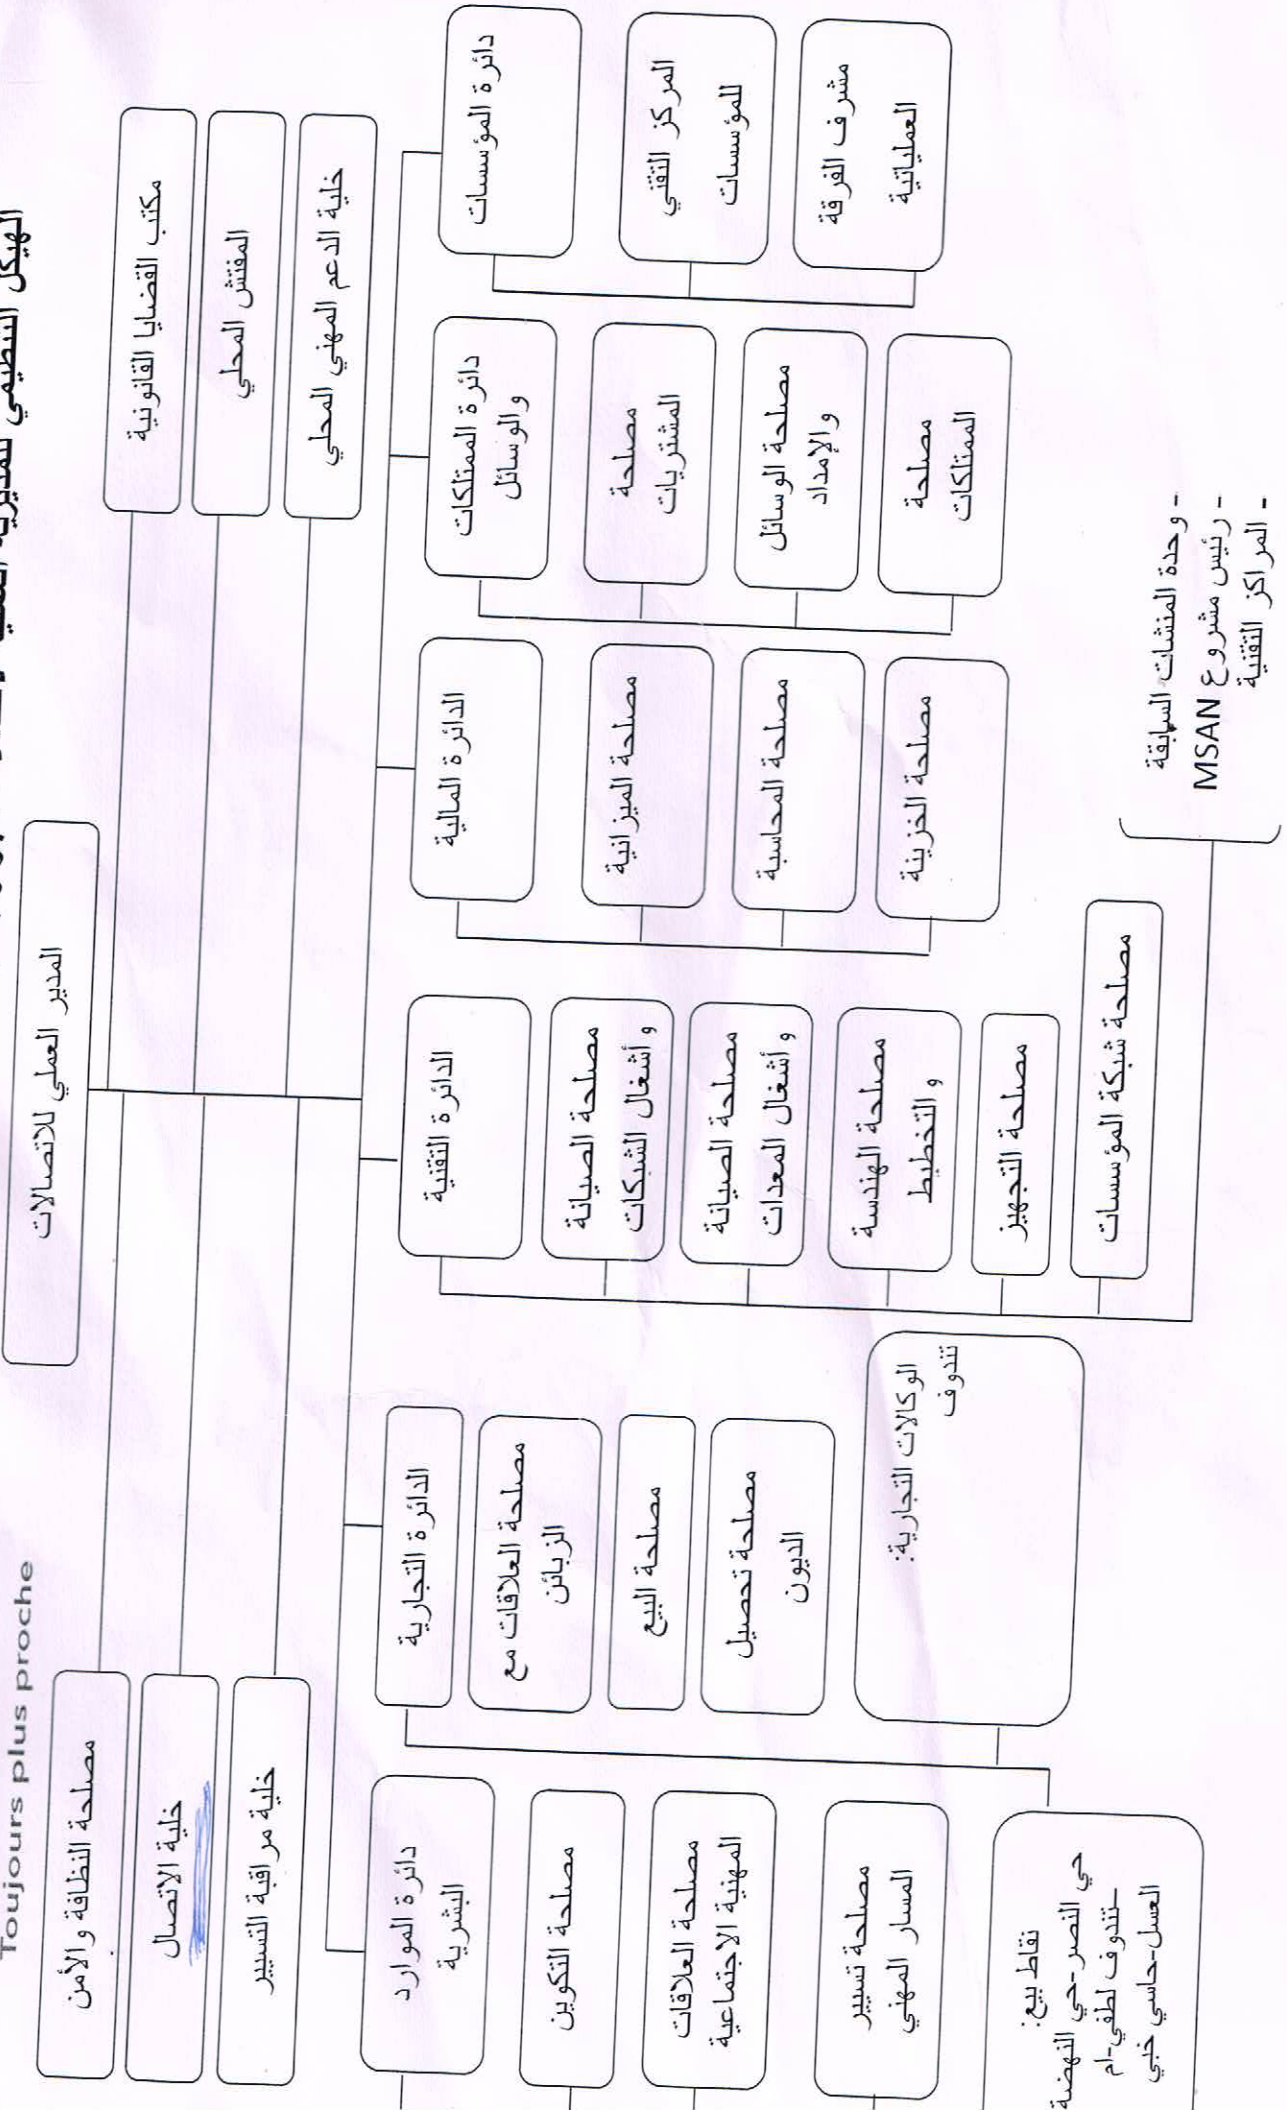 Toujours plus proche
الهيكل التنظيمي للمديرية
المدير العملي للاتصالات
مكتب القضايا القانونية
المفتش المحلي
خلية الدعم المهني المحلي
مصلحة النظافة والأمن
خلية الاتصال
خلية مراقبة التسيير
دائرة المؤسسات
المركز التقني
للمؤسسات
مشرف الفرقة
العملياتية
دائرة الممتلكات
والوسائل
مصلحة
المشتريات
مصلحة الوسائل
والإمداد
مصلحة
الممتلكات
الدائرة المالية
مصلحة الميزانية
مصلحة المحاسبة
مصلحة الخزينة
الدائرة التقنية
مصلحة الصيانة
و أشغال الشبكات
مصلحة الصيانة
و أشغال المعدات
مصلحة الهندسة
و التخطيط
مصلحة التجهيز
مصلحة شبكة المؤسسات
- وحدة المنشات السابقة
- رئيس مشروع MSAN
- المراكز التقنية
الدائرة التجارية
مصلحة العلاقات مع
الزبائن
مصلحة البيع
مصلحة تحصيل
الديون
الوكالات التجارية:
تندوف
دائرة الموارد
البشرية
مصلحة التكوين
مصلحة العلاقات
المهنية الاجتماعية
مصلحة تسيير
المسار المهني
نقاط بيع:
حي النصر-حي النهضة
-تندوف لطفي-ام
العسل-حاسي خبي